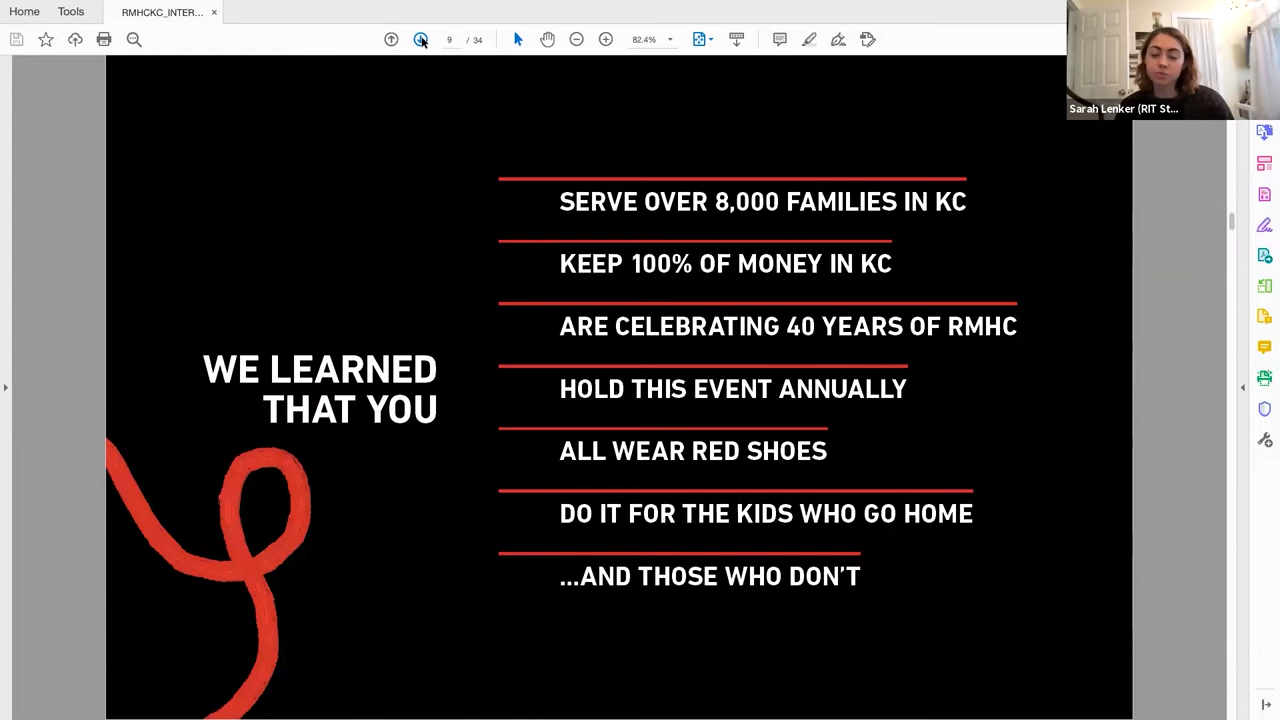 Home
Tools
RMHCKC_INTER... ×
9 / 34
82.4%
Sarah Lenker (RIT St...
WE LEARNED
THAT YOU
SERVE OVER 8,000 FAMILIES IN KC
KEEP 100% OF MONEY IN KC
ARE CELEBRATING 40 YEARS OF RMHC
HOLD THIS EVENT ANNUALLY
ALL WEAR RED SHOES
DO IT FOR THE KIDS WHO GO HOME
...AND THOSE WHO DON'T